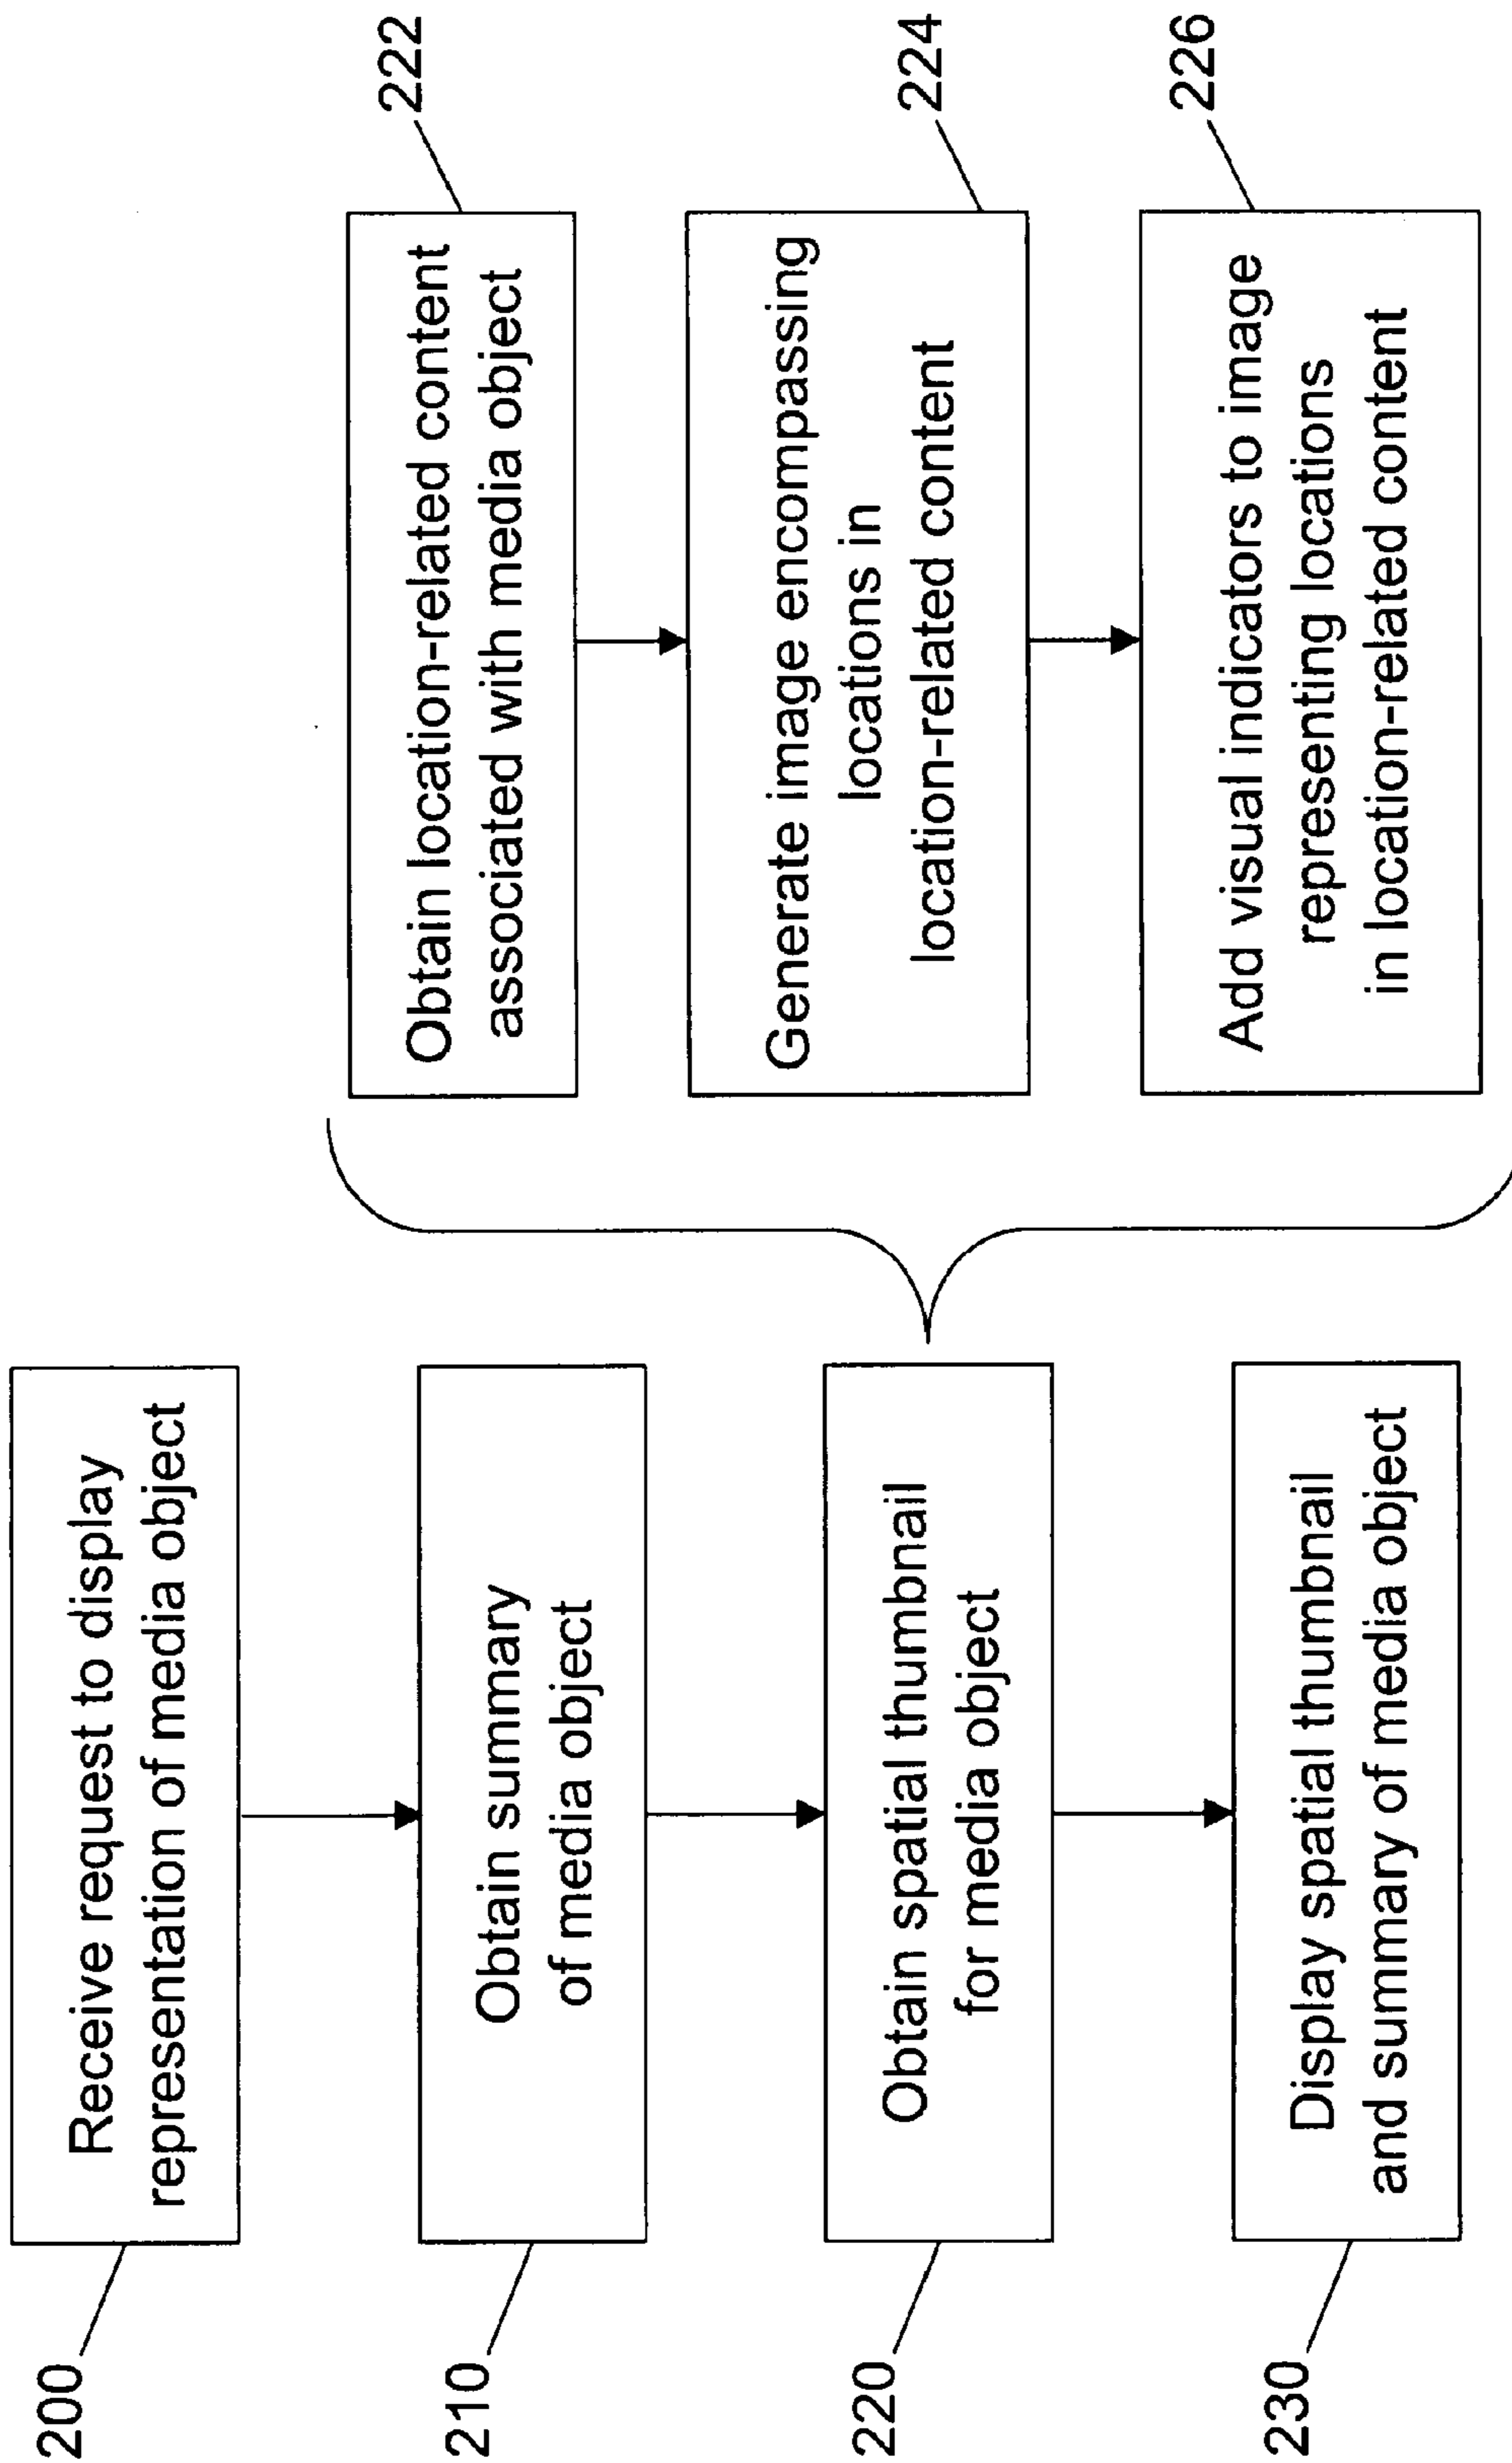 200
Receive request to display
representation of media object
210
Obtain summary
of media object
220
Obtain spatial thumbnail
for media object
230
Display spatial thumbnail
and summary of media object
222
Obtain location-related content
associated with media object
224
Generate image encompassing
locations in
location-related content
226
Add visual indicators to image
representing locations
in location-related content